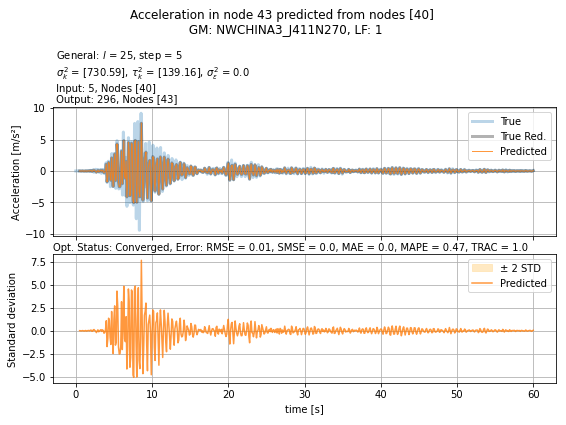 Acceleration in node 43 predicted from nodes [40]
GM: NWCHINA3_J411N270, LF: 1
General: l = 25, step = 5
σ²ₖ = [730.59], τ²ₖ = [139.16], σ²ε = 0.0
Input: 5, Nodes [40]
Output: 296, Nodes [43]
Acceleration [m/s²]
10
5
0
−5
−10
True
True Red.
Predicted
Opt. Status: Converged, Error: RMSE = 0.01, SMSE = 0.0, MAE = 0.0, MAPE = 0.47, TRAC = 1.0
Standard deviation
7.5
5.0
2.5
0.0
−2.5
−5.0
± 2 STD
Predicted
0 10 20 30 40 50 60
time [s]